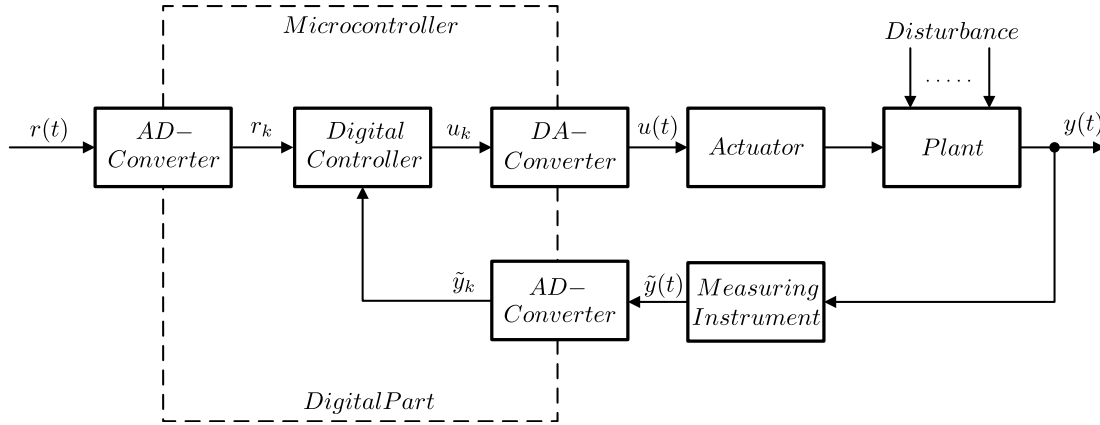 Microcontroller
Disturbance
.....
r(t)
AD-
Converter
r_k
Digital
Controller
u_k
DA-
Converter
u(t)
Actuator
Plant
y(t)
ỹ_k
AD-
Converter
ỹ(t)
Measuring
Instrument
DigitalPart